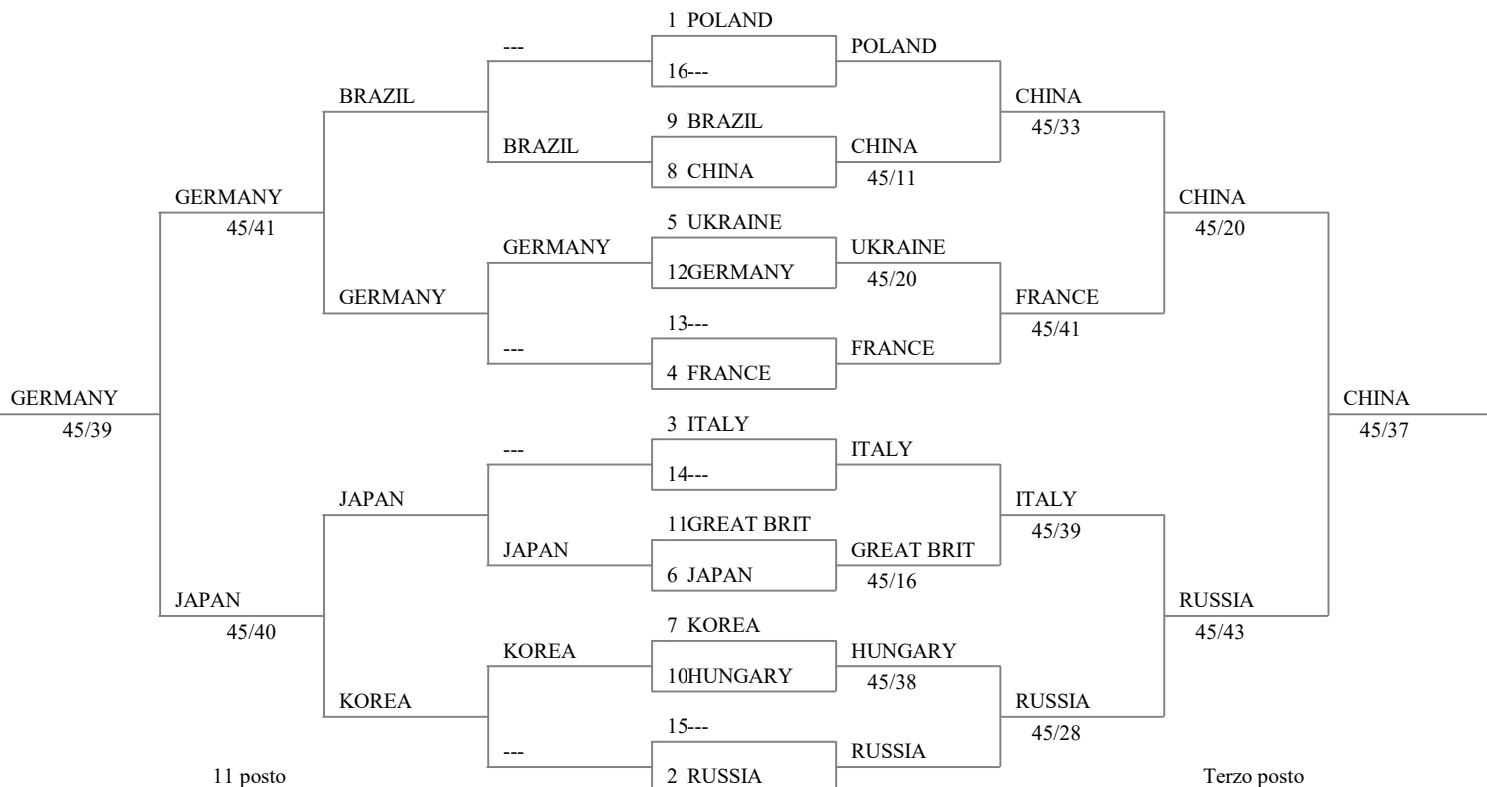 1 POLAND
--- POLAND
16---
BRAZIL CHINA
9 BRAZIL 45/33
BRAZIL CHINA
8 CHINA 45/11
GERMANY CHINA
45/41 5 UKRAINE 45/20
GERMANY UKRAINE
12GERMANY 45/20
GERMANY FRANCE
13--- 45/41
--- FRANCE
4 FRANCE
GERMANY CHINA
45/39 3 ITALY 45/37
--- ITALY
14---
JAPAN ITALY
11GREAT BRIT 45/39
JAPAN GREAT BRIT
6 JAPAN 45/16
JAPAN RUSSIA
45/40 7 KOREA 45/43
KOREA HUNGARY
10HUNGARY 45/38
KOREA RUSSIA
15--- 45/28
--- RUSSIA
11 posto 2 RUSSIA Terzo posto